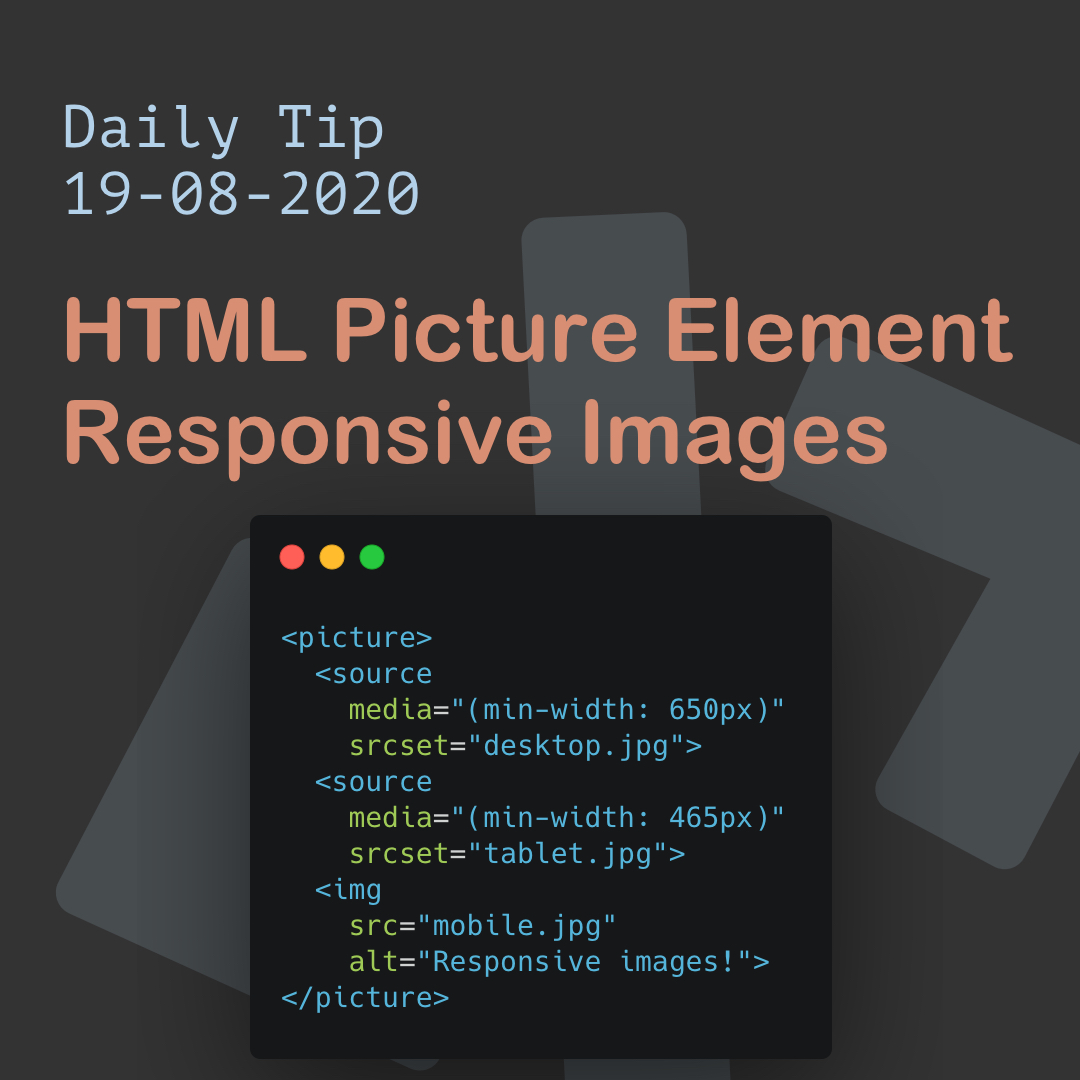 Daily Tip
19-08-2020
HTML Picture Element
Responsive Images
<picture>
  <source
    media="(min-width: 650px)"
    srcset="desktop.jpg">
  <source
    media="(min-width: 465px)"
    srcset="tablet.jpg">
  <img
    src="mobile.jpg"
    alt="Responsive images!">
</picture>